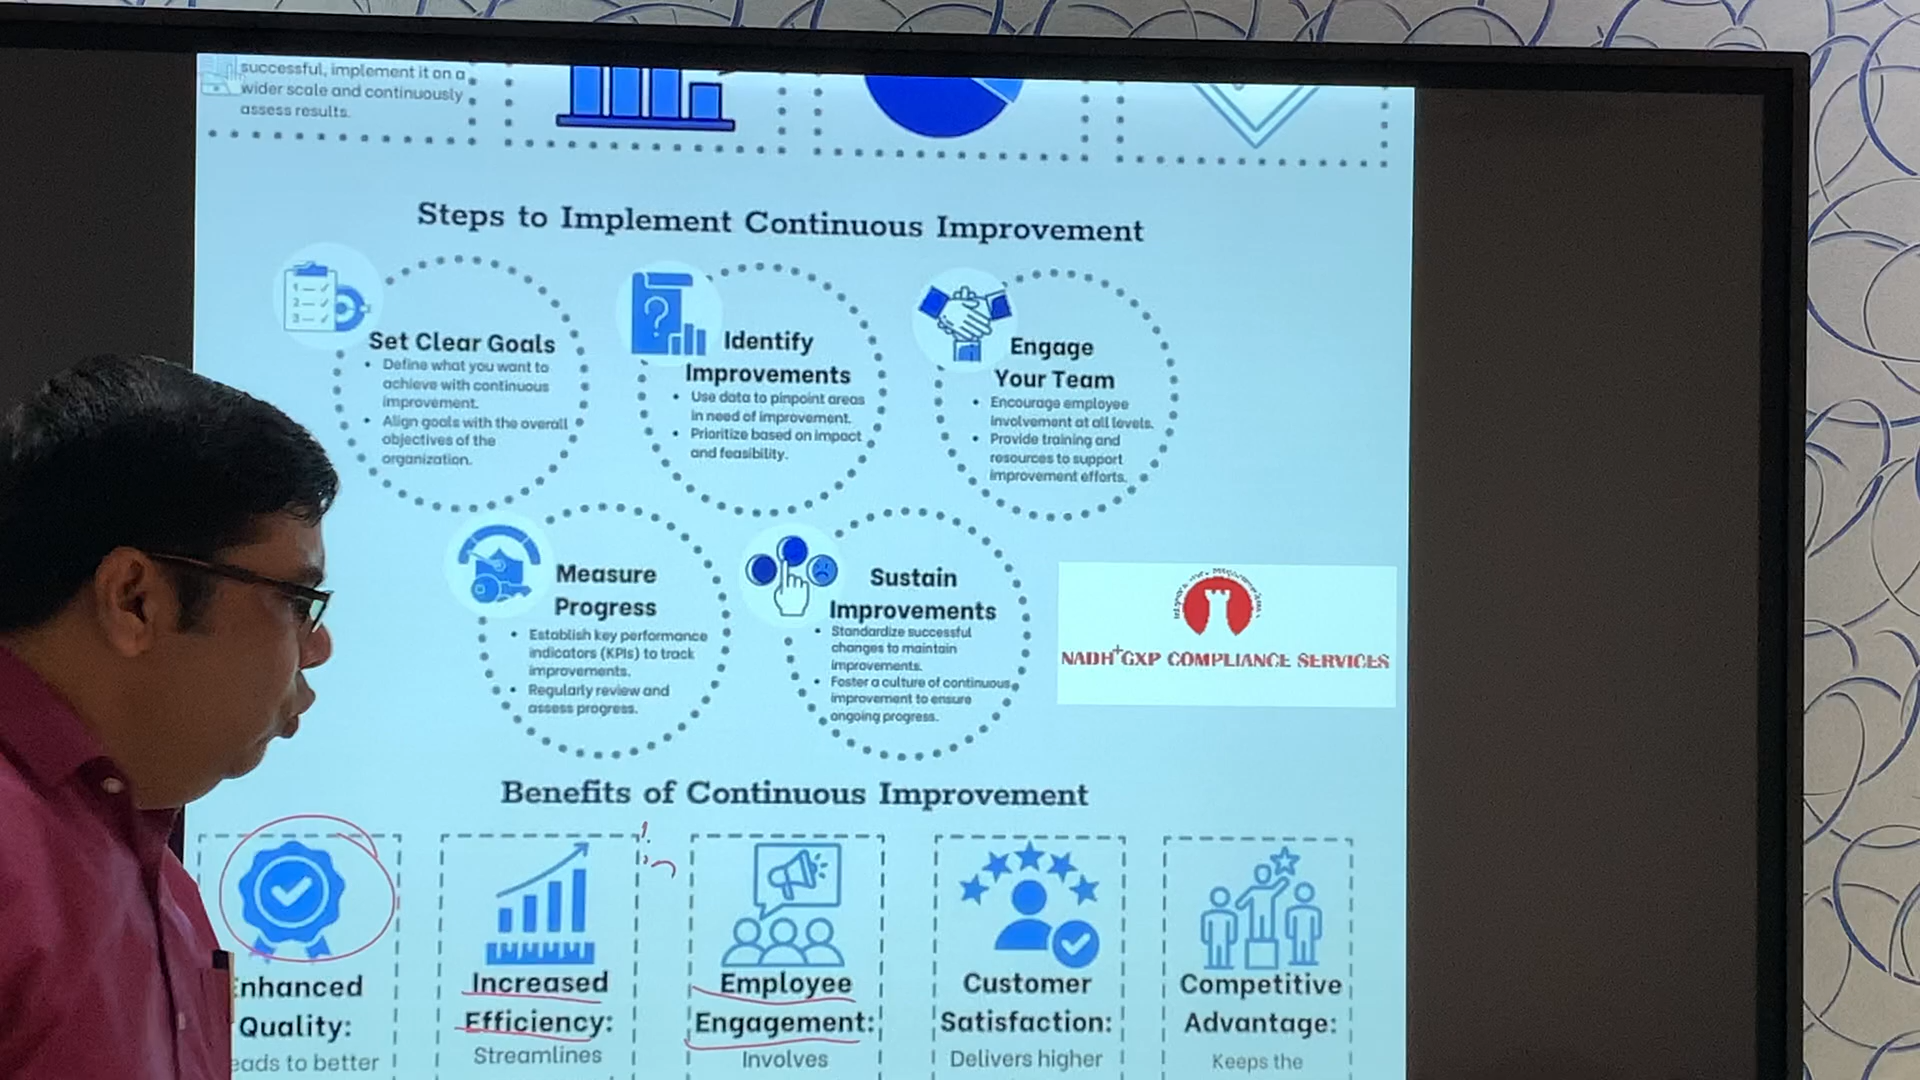 successful, implement it on a
wider scale and continuously
assess results.
Steps to Implement Continuous Improvement
Set Clear Goals
• Define what you want to
achieve with continuous
improvement.
• Align goals with the overall
objectives of the
organization.
Identify
Improvements
• Use data to pinpoint areas
in need of improvement.
• Prioritize based on impact
and feasibility.
Engage
Your Team
• Encourage employee
involvement at all levels.
• Provide training and
resources to support
improvement efforts.
Measure
Progress
• Establish key performance
indicators (KPIs) to track
improvements.
• Regularly review and
assess progress.
Sustain
Improvements
• Standardize successful
changes to maintain
improvements.
• Foster a culture of continuous
improvement to ensure
ongoing progress.
NADH+GXP COMPLIANCE SERVICES
Benefits of Continuous Improvement
Enhanced
Quality:
eads to better
Increased
Efficiency:
Streamlines
Employee
Engagement:
Involves
Customer
Satisfaction:
Delivers higher
Competitive
Advantage:
Keeps the